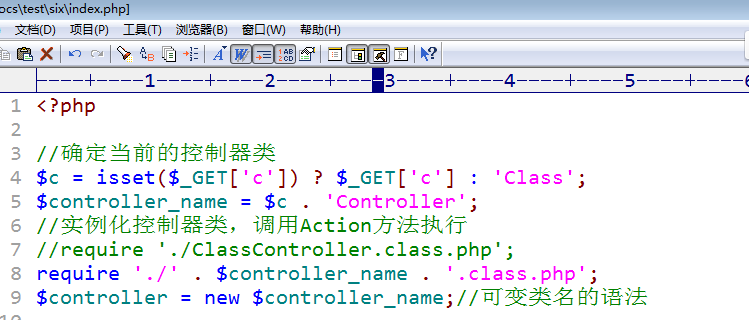 ocs\test\six\index.php]
文档(D) 项目(P) 工具(T) 浏览器(B) 窗口(W) 帮助(H)
----+----1----+----2----+----3----+----4----+----5----+----6
1 <?php
2
3 //确定当前的控制器类
4 $c = isset($_GET['c']) ? $_GET['c'] : 'Class';
5 $controller_name = $c . 'Controller';
6 //实例化控制器类，调用Action方法执行
7 //require './ClassController.class.php';
8 require './' . $controller_name . '.class.php';
9 $controller = new $controller_name;//可变类名的语法